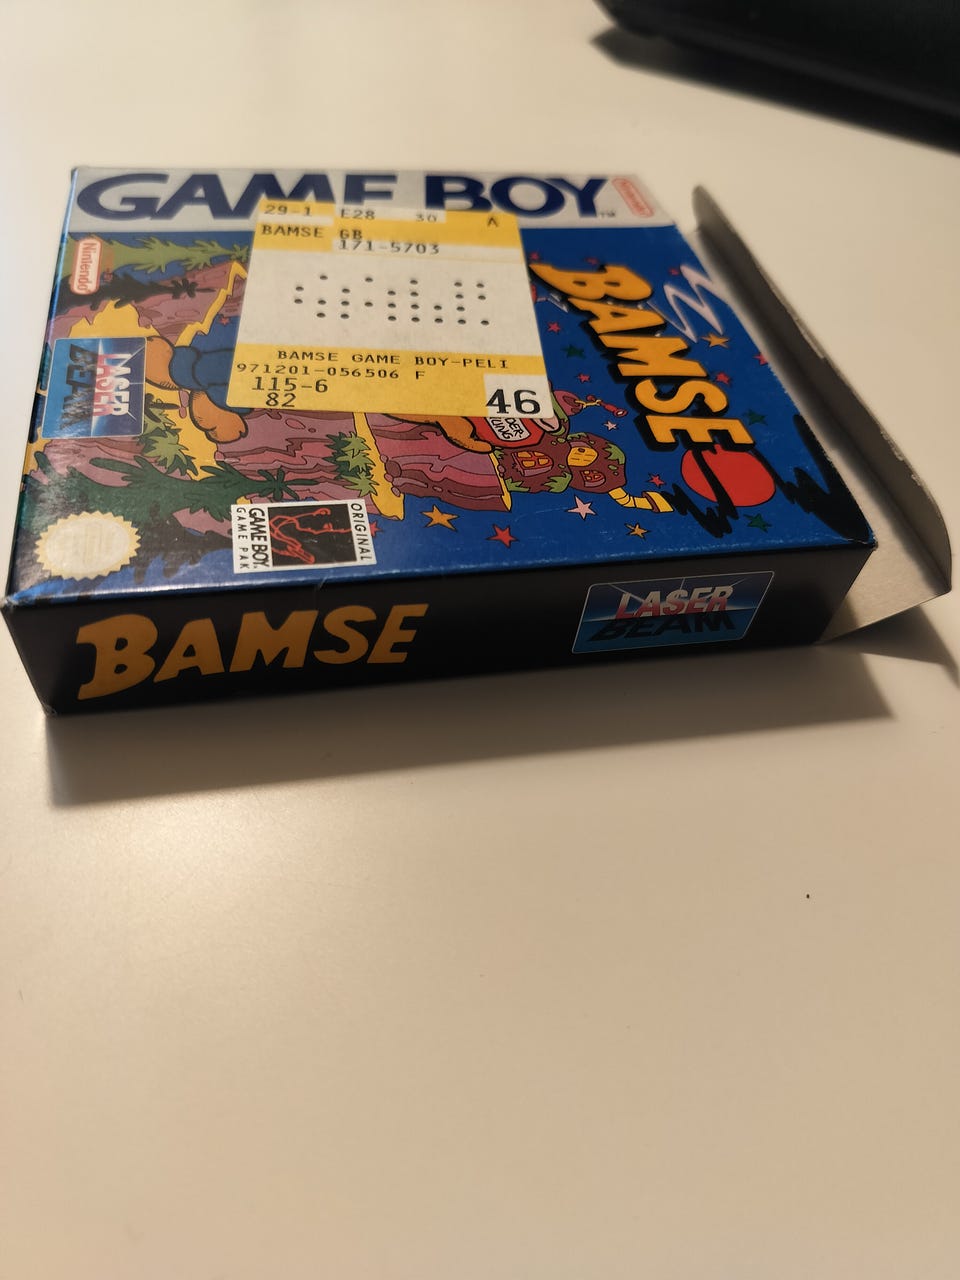 GAME BOY™
Nintendo
29-1 E28 30 A
BAMSE GB
171-5703
BAMSE GAME BOY-PELI
971201-056506 F
115-6
82
46
Nintendo
LASER
BEAM
BAMSE
ORIGINAL
GAME BOY
GAME PAK
BAMSE
LASER
BEAM